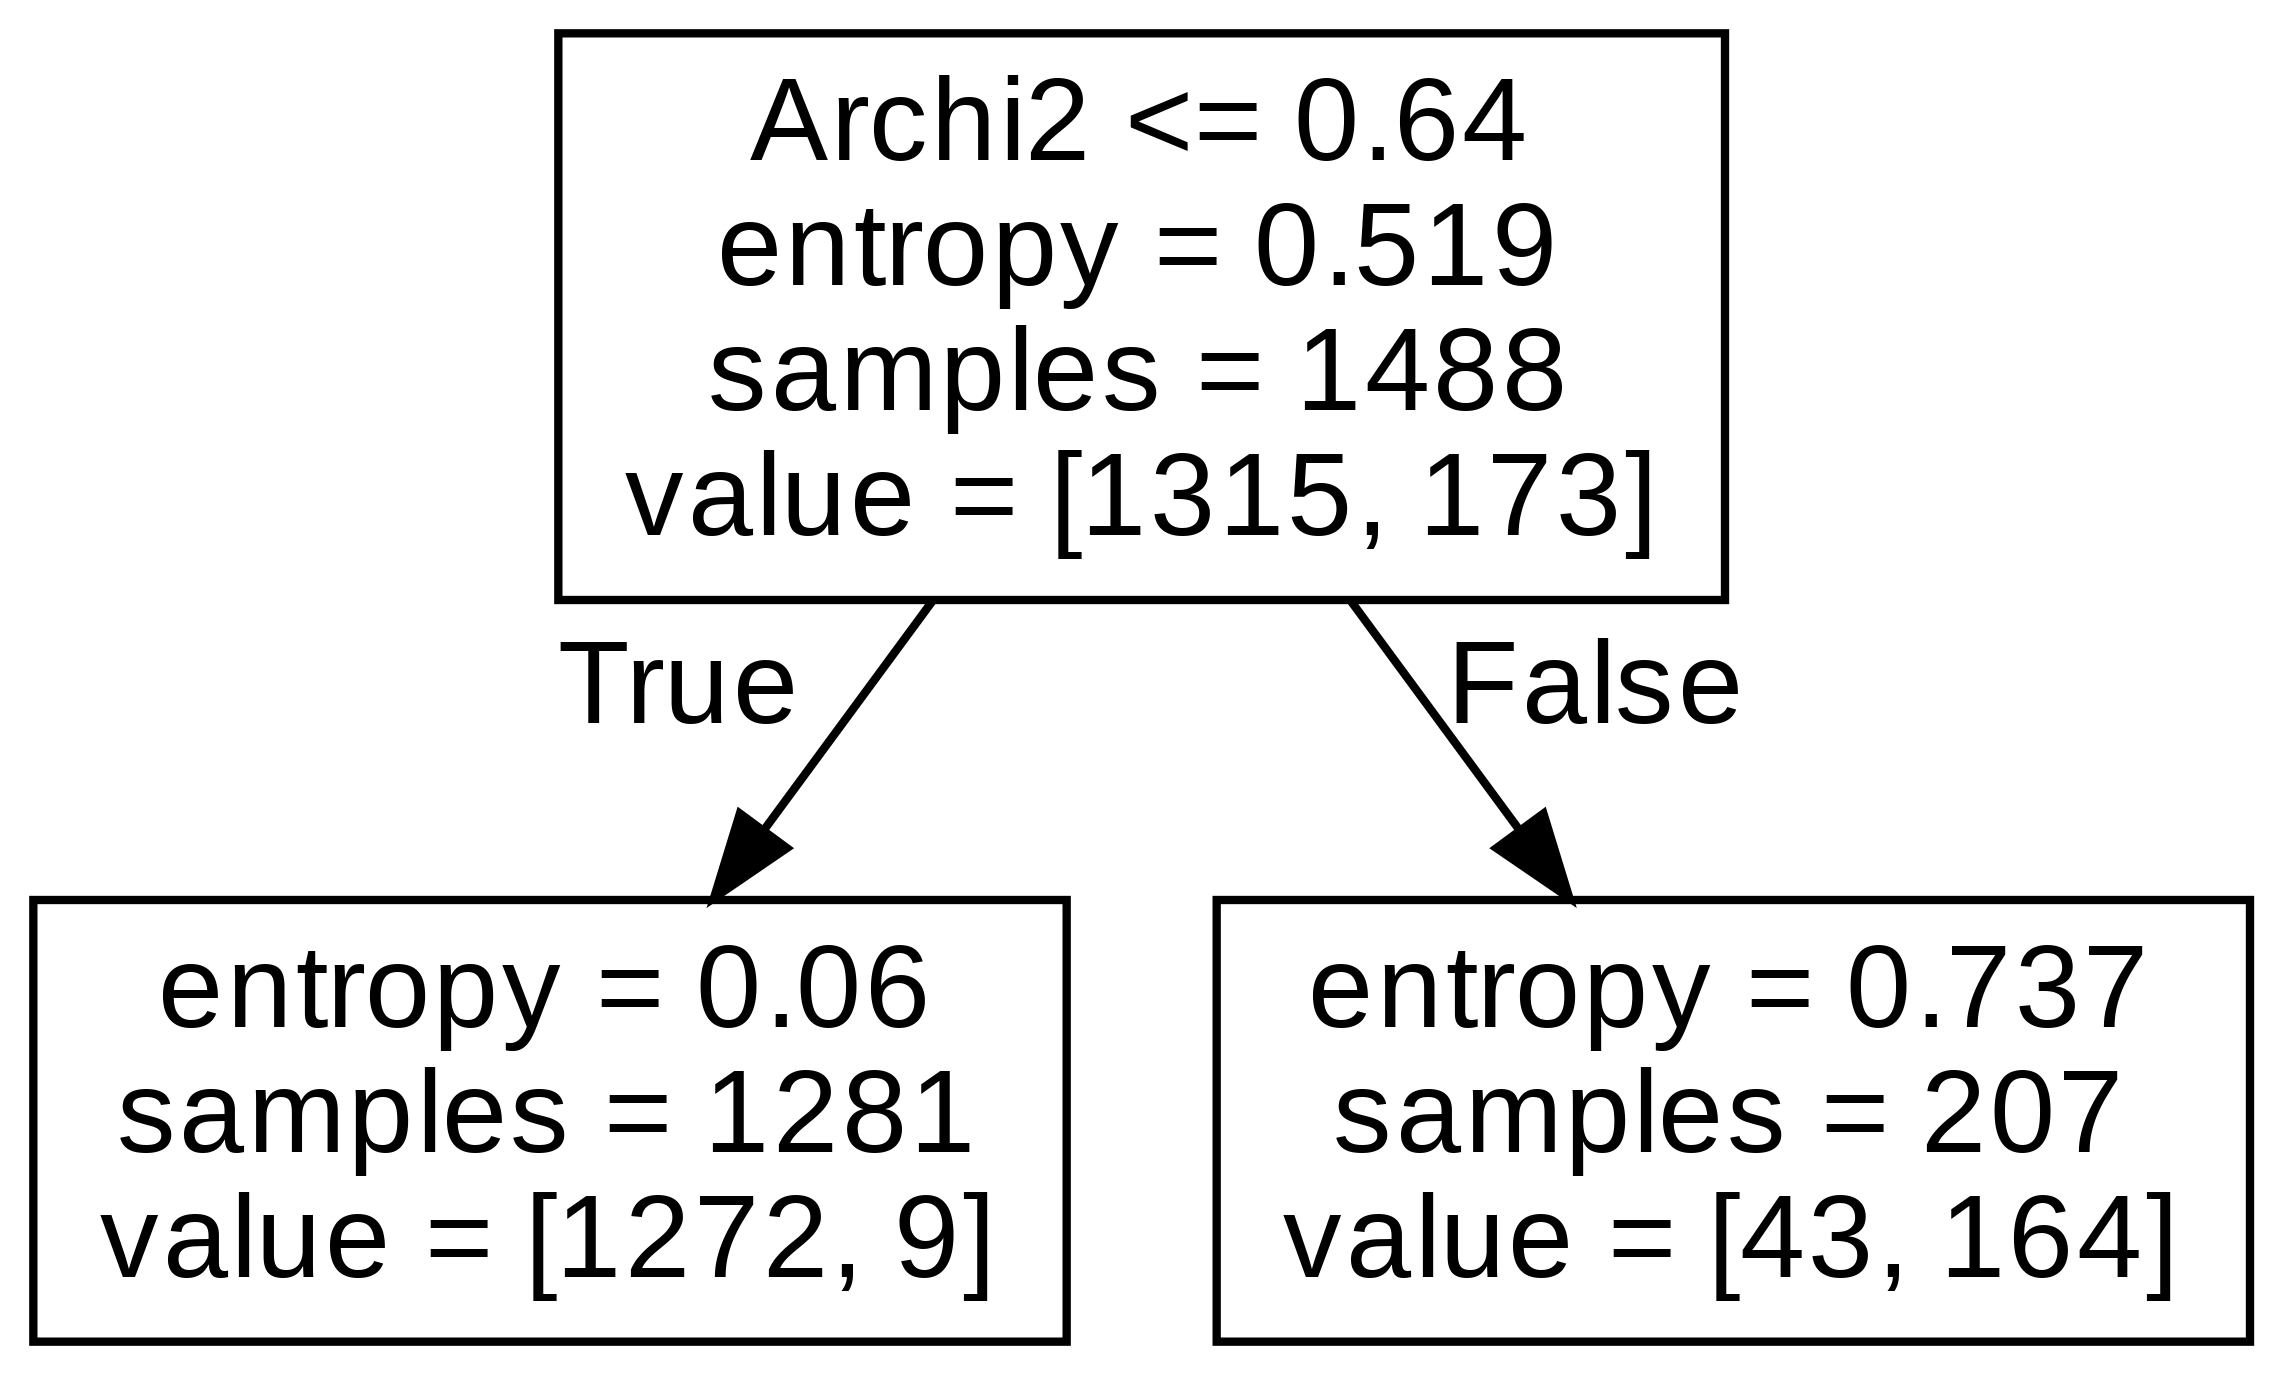 Archi2 <= 0.64
entropy = 0.519
samples = 1488
value = [1315, 173]
True
False
entropy = 0.06
samples = 1281
value = [1272, 9]
entropy = 0.737
samples = 207
value = [43, 164]